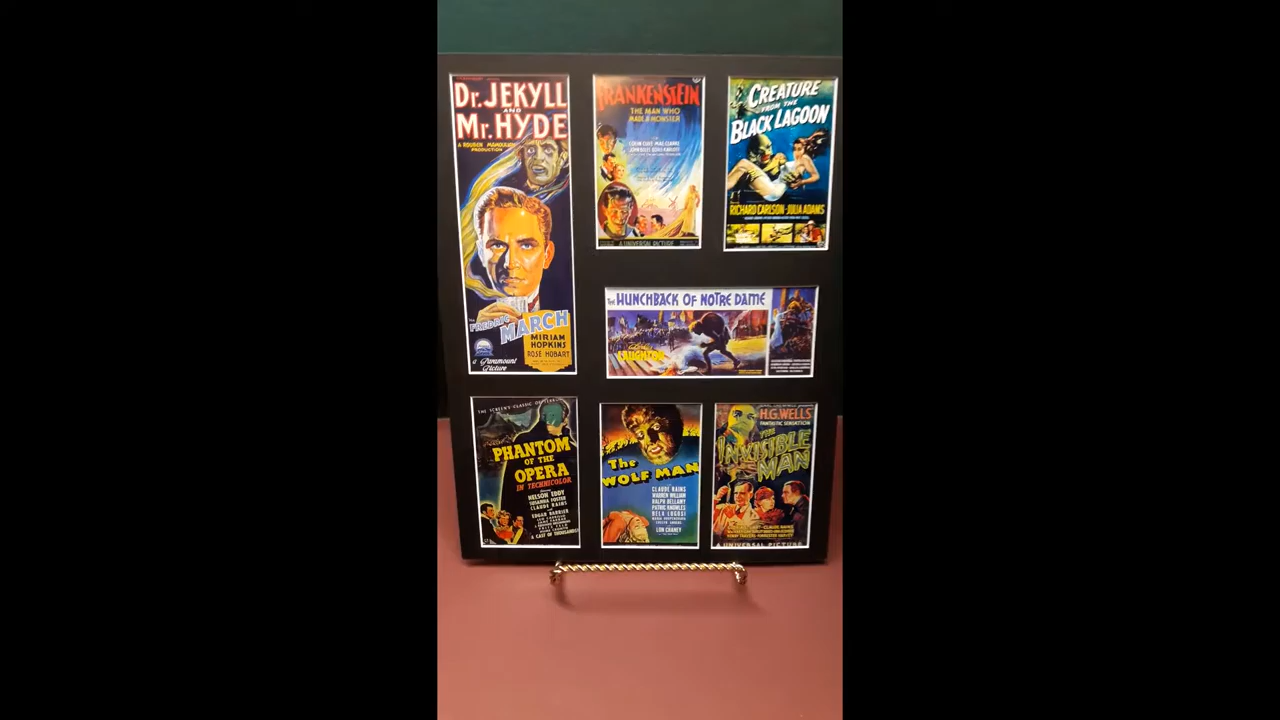 Dr. JEKYLL
AND
Mr. HYDE
A ROUBEN MAMOULIAN
PRODUCTION
FREDRIC
MARCH
MIRIAM
HOPKINS
ROSE HOBART
a Paramount
Picture
FRANKENSTEIN
THE MAN WHO
MADE A MONSTER
A UNIVERSAL PICTURE
CREATURE
FROM THE
BLACK LAGOON
RICHARD CARLSON · JULIA ADAMS
The HUNCHBACK OF NOTRE DAME
LAUGHTON
THE SCREEN'S CLASSIC OF TERROR
PHANTOM
OF THE
OPERA
IN TECHNICOLOR
NELSON EDDY
SUSANNA FOSTER
CLAUDE RAINS
EDGAR BARRIER
A CAST OF THOUSANDS!
The
WOLF MAN
CLAUDE RAINS
WARREN WILLIAM
RALPH BELLAMY
PATRIC KNOWLES
BELA LUGOSI
LON CHANEY
H.G. WELLS'
FANTASTIC SENSATION
THE
INVISIBLE
MAN
A UNIVERSAL PICTURE